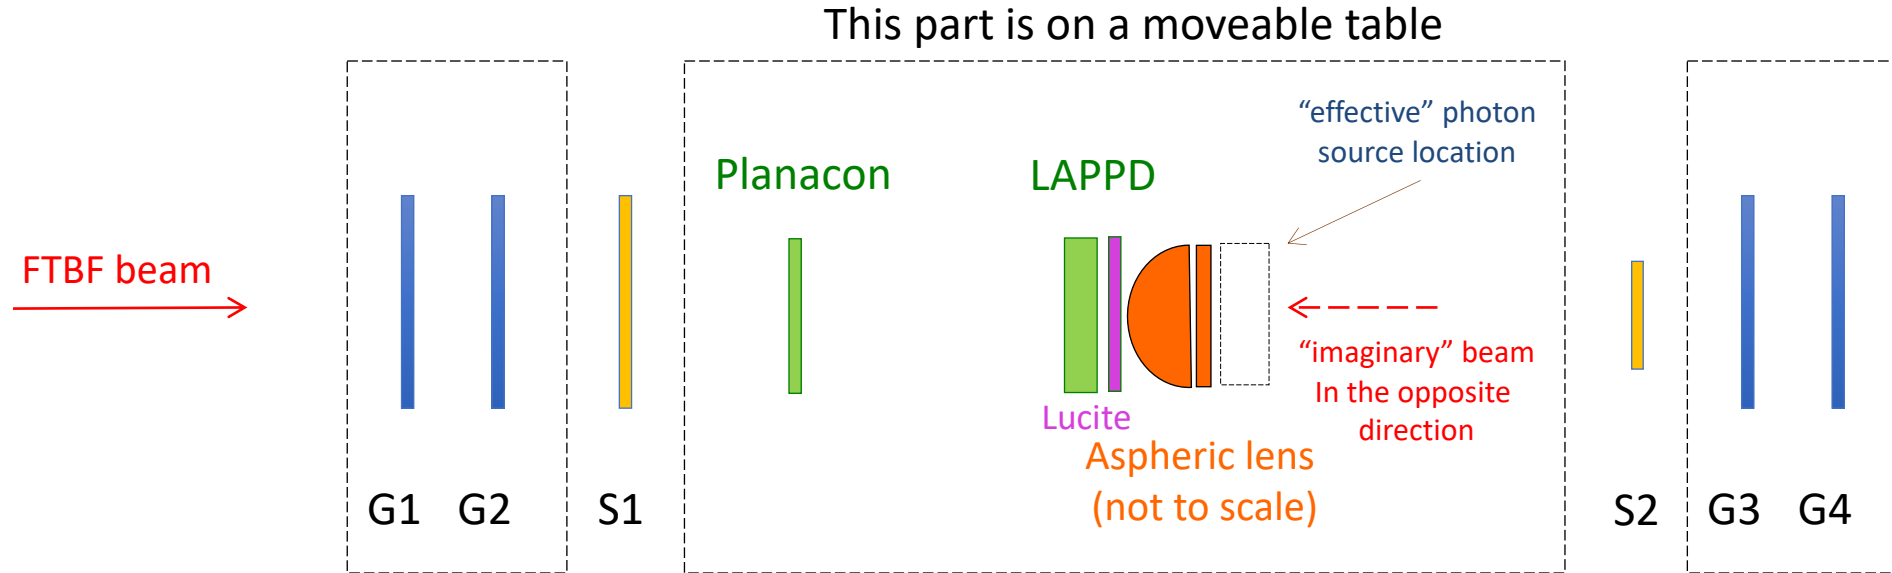 This part is on a moveable table
“effective” photon
source location
Planacon
LAPPD
FTBF beam
“imaginary” beam
In the opposite
direction
Lucite
Aspheric lens
(not to scale)
G1
G2
S1
S2
G3
G4